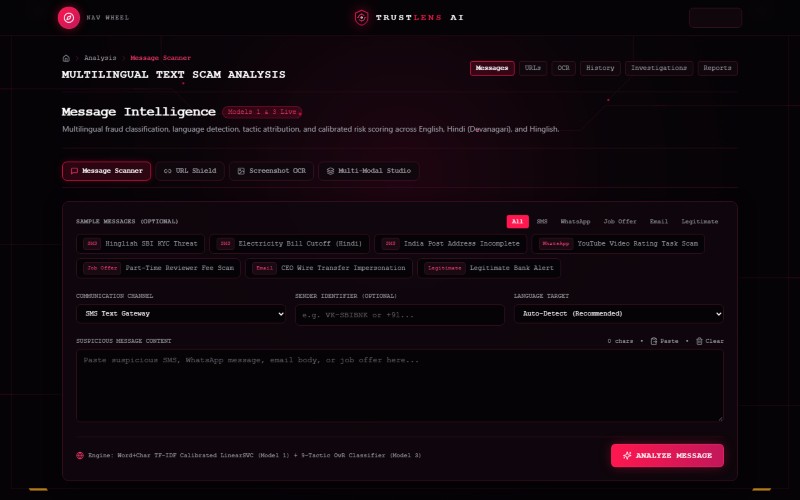 NAV WHEEL
TRUSTLENS AI
Analysis Message Scanner
MULTILINGUAL TEXT SCAM ANALYSIS
Messages URLs OCR History Investigations Reports
Message Intelligence Models 1 & 3 Live
Multilingual fraud classification, language detection, tactic attribution, and calibrated risk scoring across English, Hindi (Devanagari), and Hinglish.
Message Scanner URL Shield Screenshot OCR Multi-Modal Studio
SAMPLE MESSAGES (OPTIONAL) All SMS WhatsApp Job Offer Email Legitimate
SMS Hinglish SBI KYC Threat SMS Electricity Bill Cutoff (Hindi) SMS India Post Address Incomplete WhatsApp YouTube Video Rating Task Scam
Job Offer Part-Time Reviewer Fee Scam Email CEO Wire Transfer Impersonation Legitimate Legitimate Bank Alert
COMMUNICATION CHANNEL SENDER IDENTIFIER (OPTIONAL) LANGUAGE TARGET
SMS Text Gateway e.g. VK-SBIBNK or +91... Auto-Detect (Recommended)
SUSPICIOUS MESSAGE CONTENT 0 chars • Paste • Clear
Paste suspicious SMS, WhatsApp message, email body, or job offer here...
Engine: Word+Char TF-IDF Calibrated LinearSVC (Model 1) + 9-Tactic OvR Classifier (Model 3) ANALYZE MESSAGE